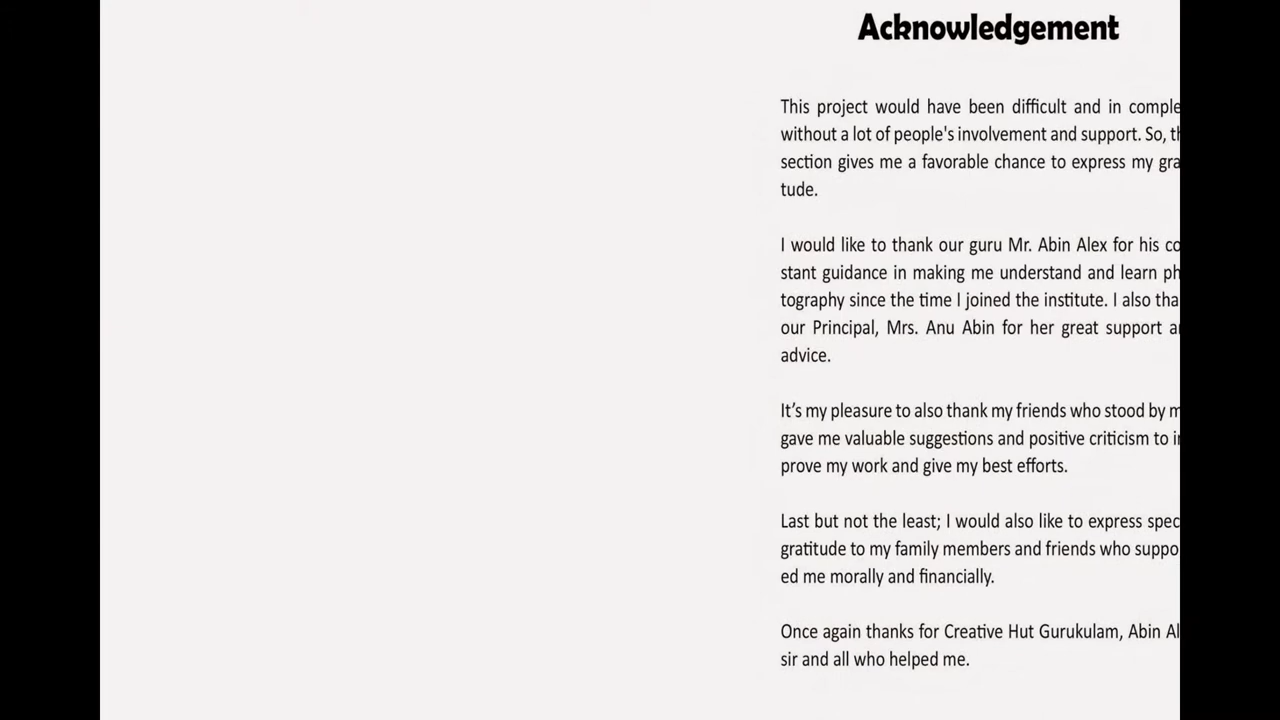 Acknowledgement
This project would have been difficult and in comple
without a lot of people's involvement and support. So,
section gives me a favorable chance to express my gra
tude.
I would like to thank our guru Mr. Abin Alex for his co
stant guidance in making me understand and learn ph
tography since the time I joined the institute. I also tha
our Principal, Mrs. Anu Abin for her great support
advice.
It’s my pleasure to also thank my friends who stood by
gave me valuable suggestions and positive criticism to
prove my work and give my best efforts.
Last but not the least; I would also like to express spec
gratitude to my family members and friends who suppo
ed me morally and financially.
Once again thanks for Creative Hut Gurukulam, Abin Al
sir and all who helped me.